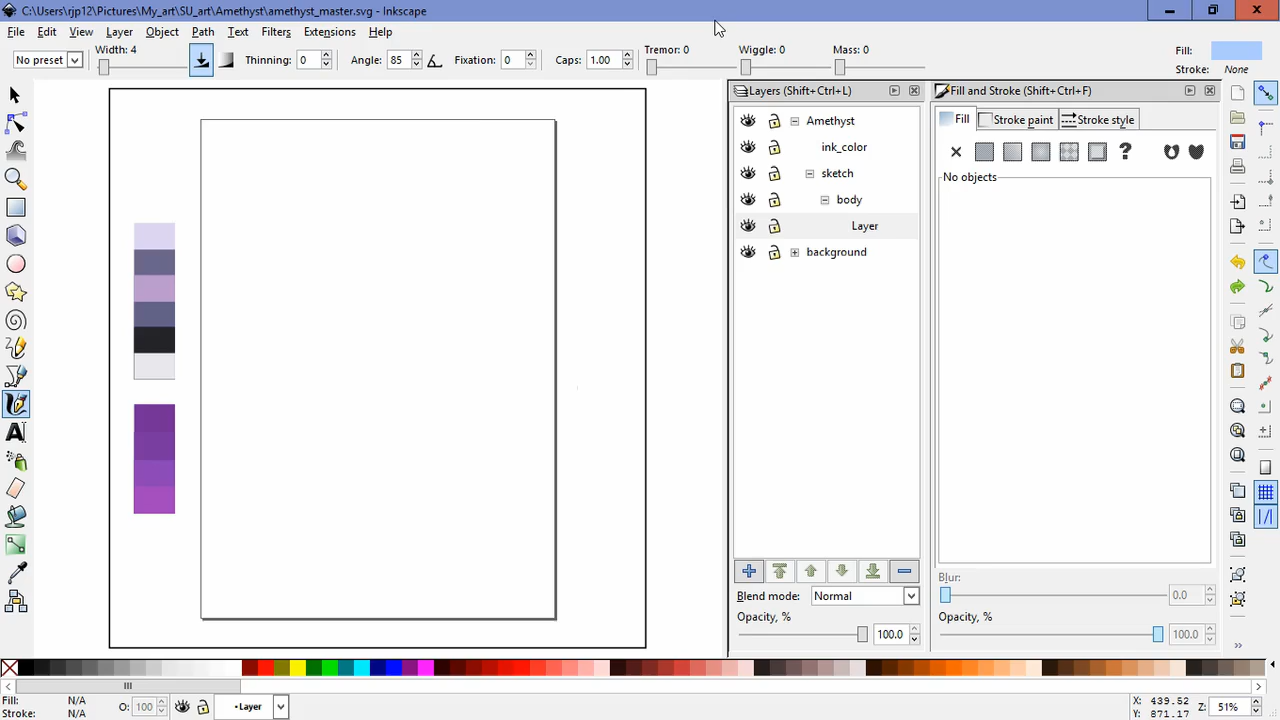 C:\Users\rjp12\Pictures\My_art\SU_art\Amethyst\amethyst_master.svg - Inkscape
File Edit View Layer Object Path Text Filters Extensions Help
No preset Width: 4 Thinning: 0 Angle: 85 Fixation: 0 Caps: 1.00 Tremor: 0 Wiggle: 0 Mass: 0 Fill:
Stroke: None
Layers (Shift+Ctrl+L) Fill and Stroke (Shift+Ctrl+F)
Amethyst Fill Stroke paint Stroke style
ink_color
sketch
No objects
body
Layer
background
Blur:
0.0
Blend mode: Normal
Opacity, % Opacity, %
100.0 100.0
Fill: N/A
Stroke: N/A
O: 100
•Layer
X: 439.52
Y: 871.17
Z: 51%